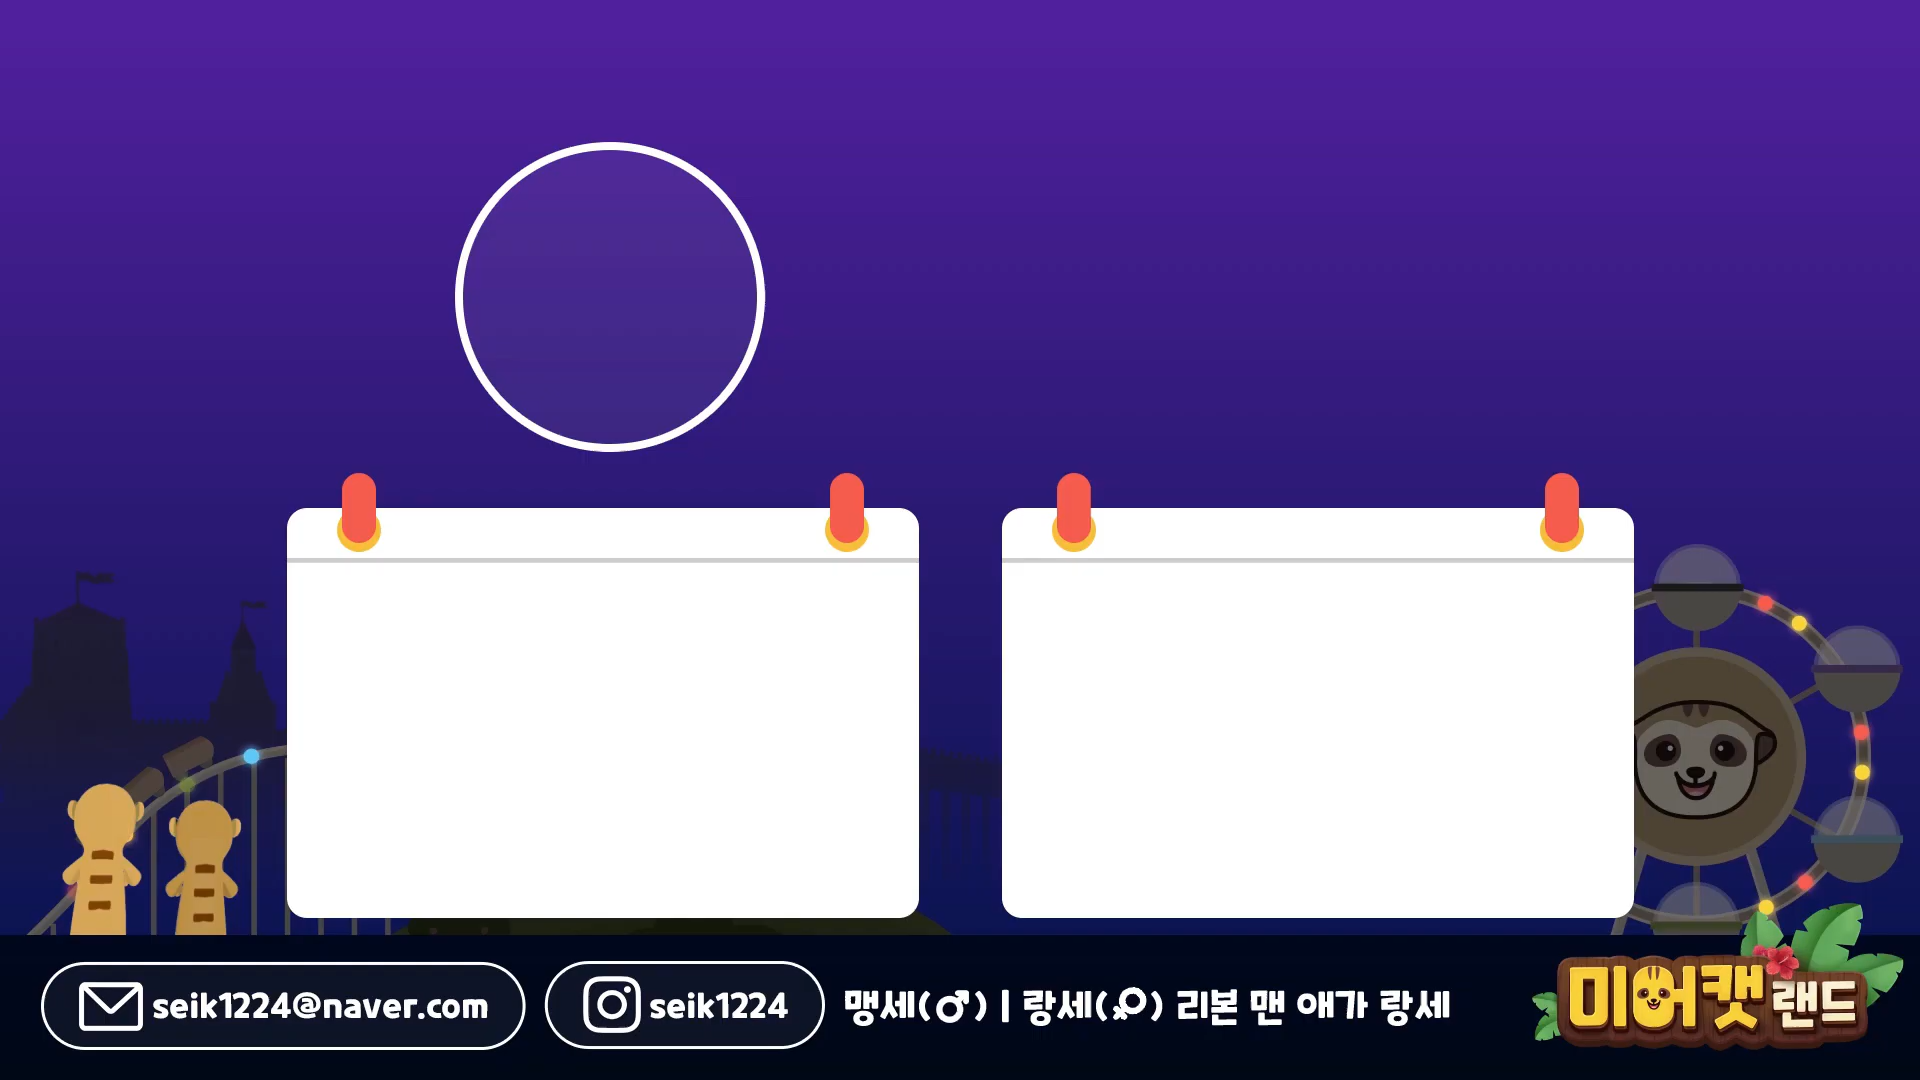 seik1224@naver.com
seik1224
맹세(♂) | 랑세(♀) 리본 맨 애가 랑세
미어캣랜드